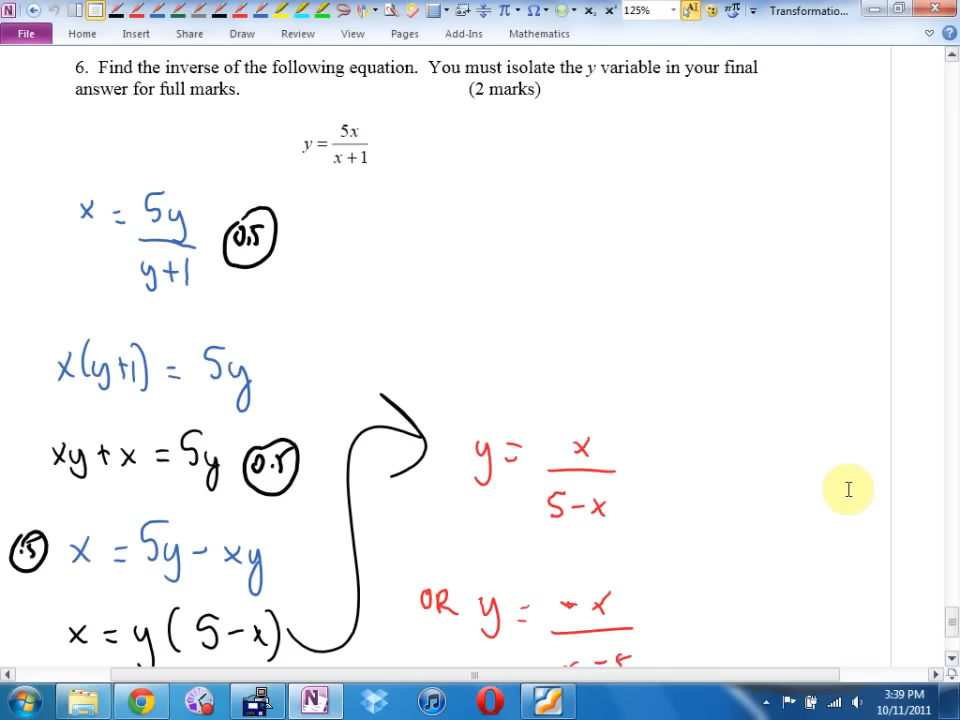 125%
Transformatio...
File Home Insert Share Draw Review View Pages Add-Ins Mathematics
6. Find the inverse of the following equation. You must isolate the y variable in your final
answer for full marks. (2 marks)
y = 5x / x + 1
x = 5y / y+1 0.5
x(y+1) = 5y
xy + x = 5y 0.5
.5 x = 5y - xy
x = y(5-x)
y = x / 5-x
OR y = -x
3:39 PM
10/11/2011